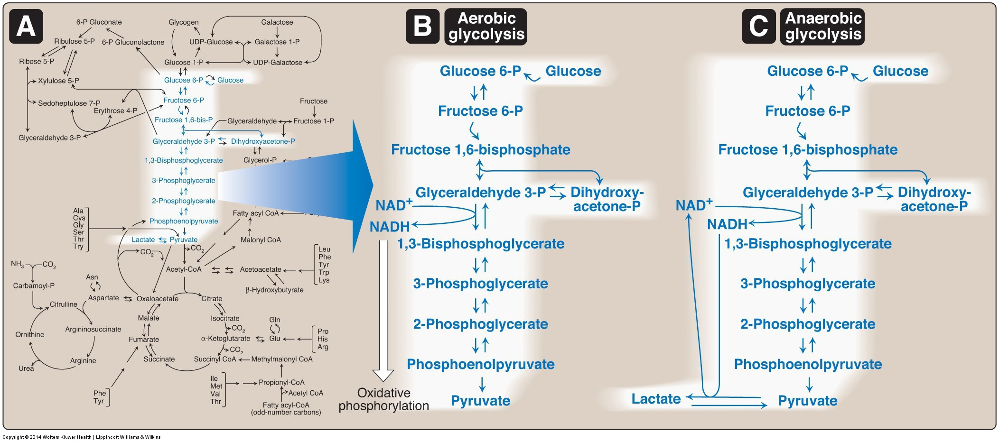 A
6-P Gluconate
Glycogen
Galactose
Ribulose 5-P
6-P Gluconolactone
UDP-Glucose
Galactose 1-P
Ribose 5-P
Glucose 1-P
UDP-Galactose
Xylulose 5-P
Glucose 6-P
Glucose
Sedoheptulose 7-P
Fructose 6-P
Fructose
Erythrose 4-P
Fructose 1,6-bis-P
Glyceraldehyde
Fructose 1-P
Glyceraldehyde 3-P
Glyceraldehyde 3-P
Dihydroxyacetone-P
1,3-Bisphosphoglycerate
Glycerol-P
3-Phosphoglycerate
2-Phosphoglycerate
Ala
Cys
Gly
Ser
Thr
Try
Phosphoenolpyruvate
Fatty acyl CoA
Lactate
Pyruvate
Malonyl CoA
CO2
CO2
Leu
Phe
Tyr
Trp
Lys
NH3
CO2
Acetyl-CoA
Acetoacetate
Asn
Carbamoyl-P
β-Hydroxybutyrate
Aspartate
Oxaloacetate
Citrate
Citrulline
Malate
Isocitrate
CO2
Gln
Argininosuccinate
Ornithine
Fumarate
α-Ketoglutarate
Glu
Pro
His
Arg
CO2
Succinate
Succinyl CoA
Methylmalonyl CoA
Arginine
Urea
Ile
Met
Val
Thr
Propionyl-CoA
Phe
Tyr
Acetyl CoA
Fatty acyl-CoA
(odd-number carbons)
B
Aerobic
glycolysis
Glucose 6-P
Glucose
Fructose 6-P
Fructose 1,6-bisphosphate
Glyceraldehyde 3-P
Dihydroxy-
acetone-P
NAD+
NADH
1,3-Bisphosphoglycerate
3-Phosphoglycerate
2-Phosphoglycerate
Phosphoenolpyruvate
Oxidative
phosphorylation
Pyruvate
C
Anaerobic
glycolysis
Glucose 6-P
Glucose
Fructose 6-P
Fructose 1,6-bisphosphate
Glyceraldehyde 3-P
Dihydroxy-
acetone-P
NAD+
NADH
1,3-Bisphosphoglycerate
3-Phosphoglycerate
2-Phosphoglycerate
Phosphoenolpyruvate
Lactate
Pyruvate
Copyright © 2014 Wolters Kluwer Health | Lippincott Williams & Wilkins